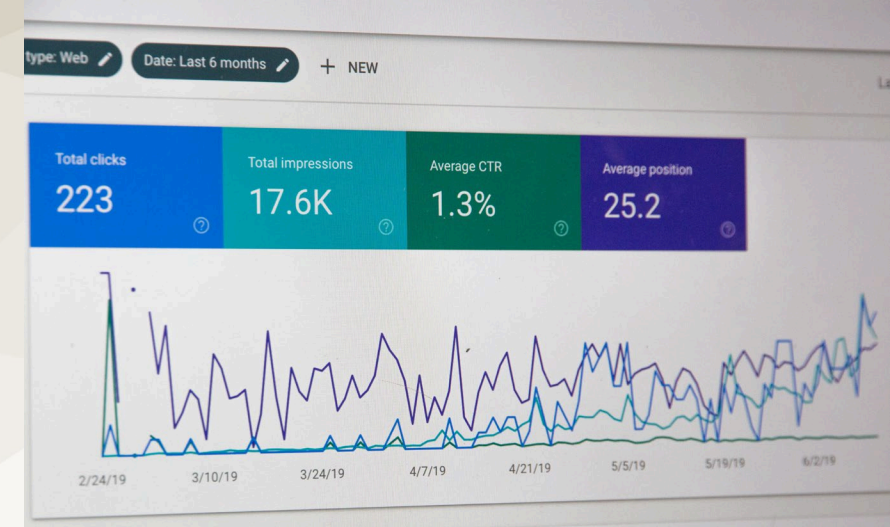 type: Web
Date: Last 6 months
+ NEW
Total clicks
223
Total impressions
17.6K
Average CTR
1.3%
Average position
25.2
2/24/19
3/10/19
3/24/19
4/7/19
4/21/19
5/5/19
5/19/19
6/2/19